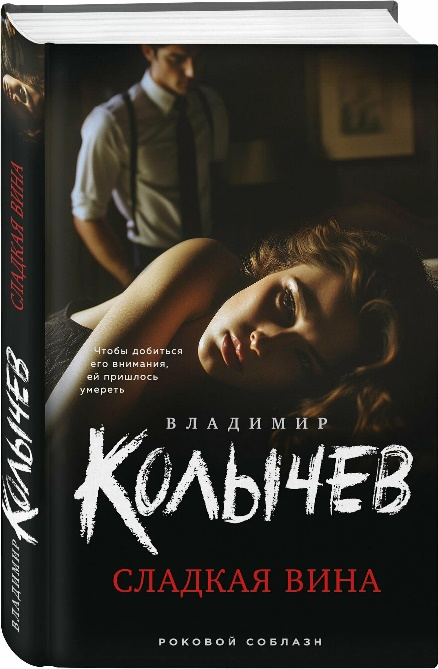 Чтобы добиться
его внимания,
ей пришлось
умереть
ВЛАДИМИР
КОЛЫЧЕВ
СЛАДКАЯ ВИНА
РОКОВОЙ СОБЛАЗН
ВЛАДИМИР КОЛЫЧЕВ СЛАДКАЯ ВИНА